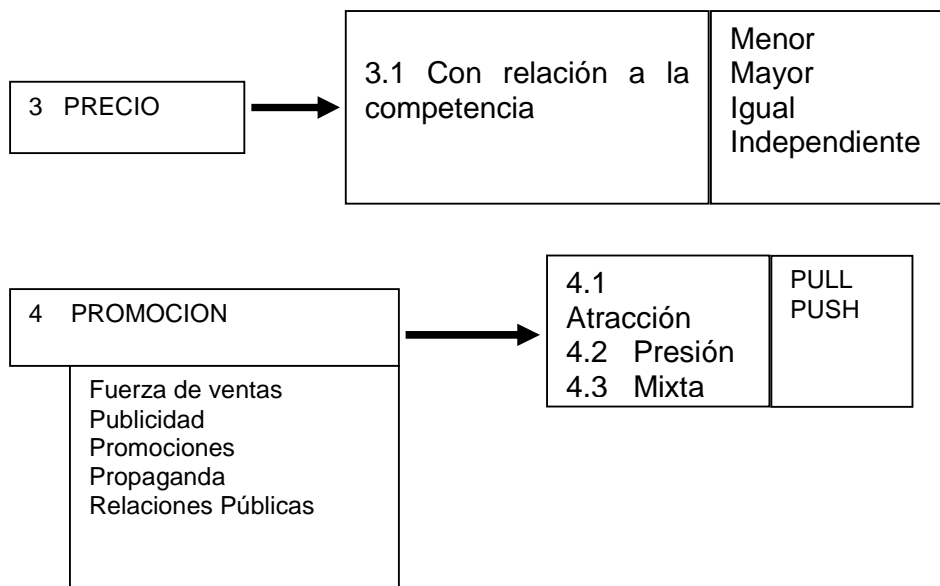 3 PRECIO
3.1 Con relación a la
competencia
Menor
Mayor
Igual
Independiente
4 PROMOCION
Fuerza de ventas
Publicidad
Promociones
Propaganda
Relaciones Públicas
4.1
Atracción
4.2 Presión
4.3 Mixta
PULL
PUSH